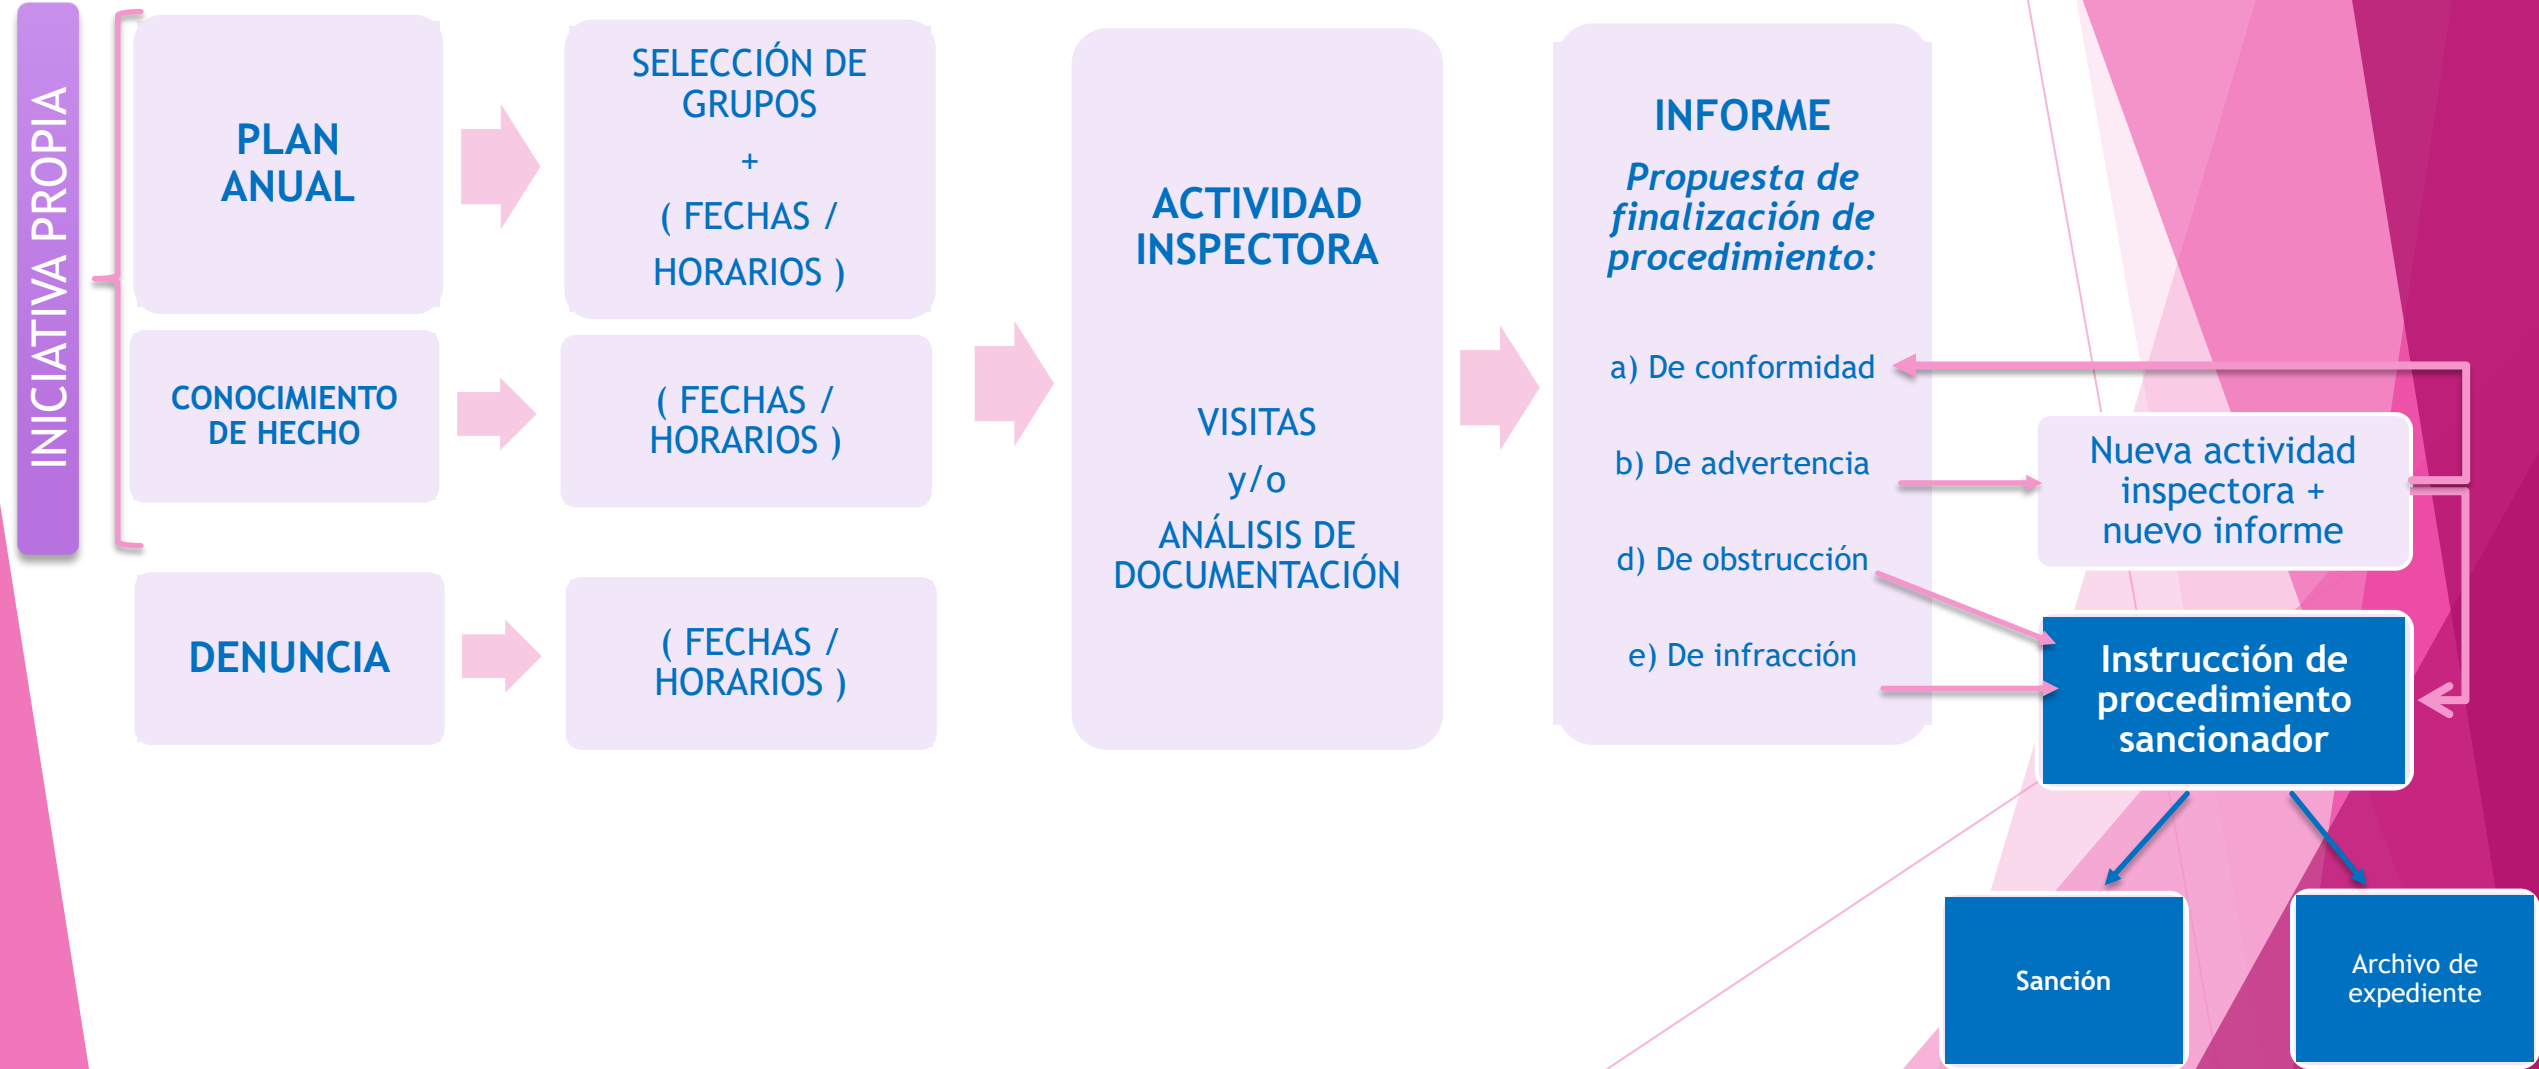 INICIATIVA PROPIA
PLAN
ANUAL
SELECCIÓN DE
GRUPOS
+
( FECHAS /
HORARIOS )
CONOCIMIENTO
DE HECHO
( FECHAS /
HORARIOS )
DENUNCIA
( FECHAS /
HORARIOS )
ACTIVIDAD
INSPECTORA
VISITAS
y/o
ANÁLISIS DE
DOCUMENTACIÓN
INFORME
Propuesta de
finalización de
procedimiento:
a) De conformidad
b) De advertencia
d) De obstrucción
e) De infracción
Nueva actividad
inspectora +
nuevo informe
Instrucción de
procedimiento
sancionador
Sanción
Archivo de
expediente